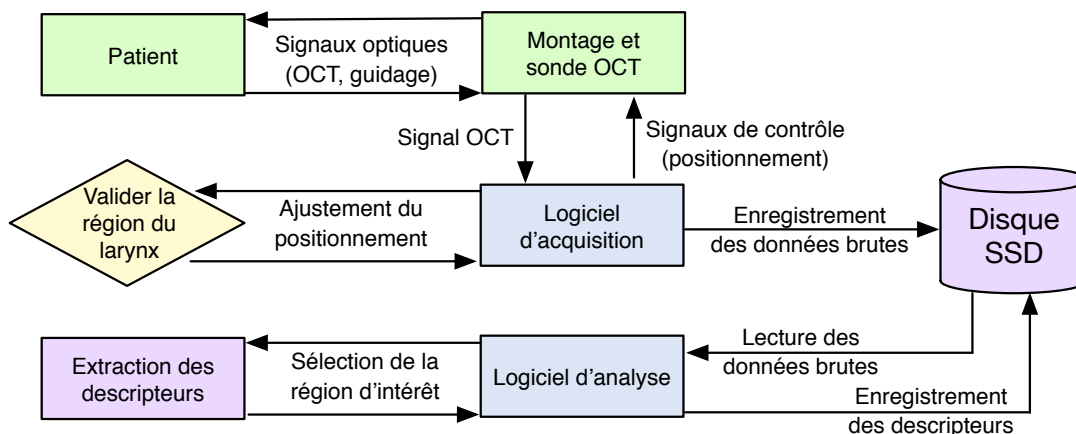 Patient
Signaux optiques
(OCT, guidage)
Montage et
sonde OCT
Signal OCT
Signaux de contrôle
(positionnement)
Valider la
région du
larynx
Ajustement du
positionnement
Logiciel
d'acquisition
Enregistrement
des données brutes
Disque
SSD
Extraction des
descripteurs
Sélection de la
région d'intérêt
Logiciel d'analyse
Lecture des
données brutes
Enregistrement
des descripteurs